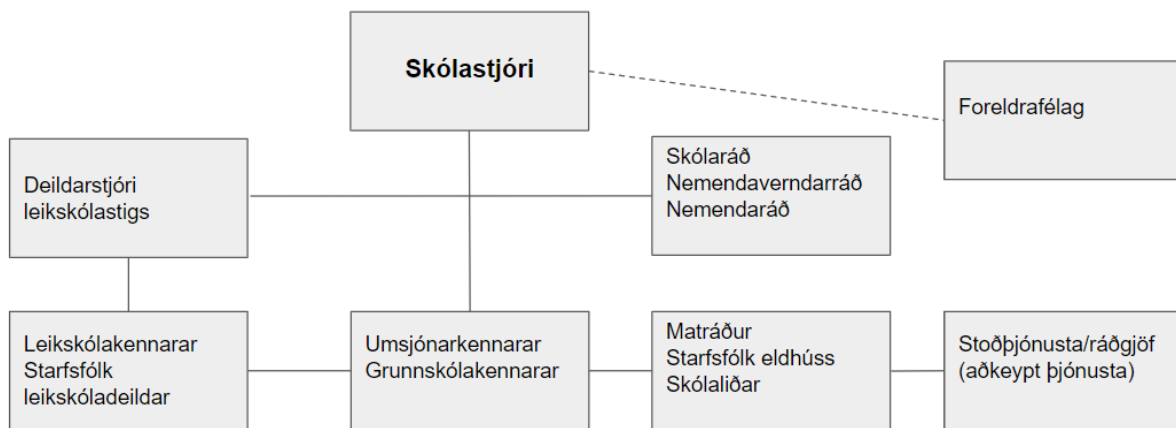 Skólastjóri
Foreldrafélag
Deildarstjóri
leikskólastigs
Skólaráð
Nemendaverndarráð
Nemendaráð
Leikskólakennarar
Starfsfólk
leikskóladeildar
Umsjónarkennarar
Grunnskólakennarar
Matráður
Starfsfólk eldhúss
Skólaliðar
Stoðþjónusta/ráðgjöf
(aðkeypt þjónusta)